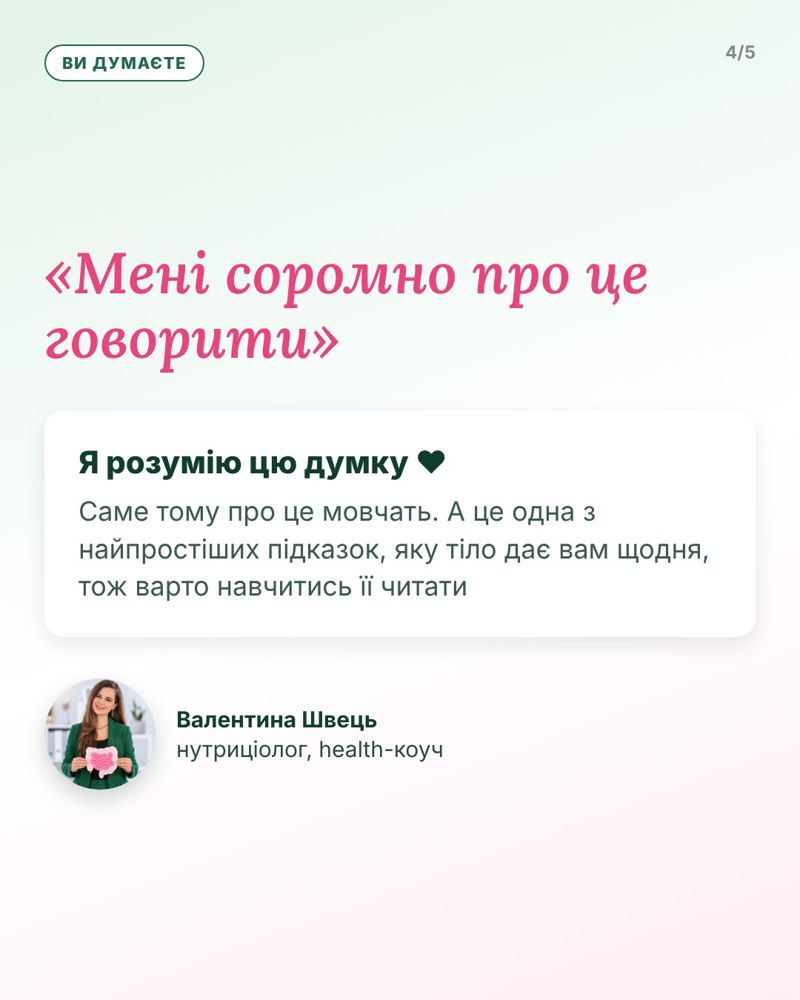 ВИ ДУМАЄТЕ
4/5
«Мені соромно про це
говорити»
Я розумію цю думку ♥
Саме тому про це мовчать. А це одна з
найпростіших підказок, яку тіло дає вам щодня,
тож варто навчитись її читати
Валентина Швець
нутриціолог, health-коуч